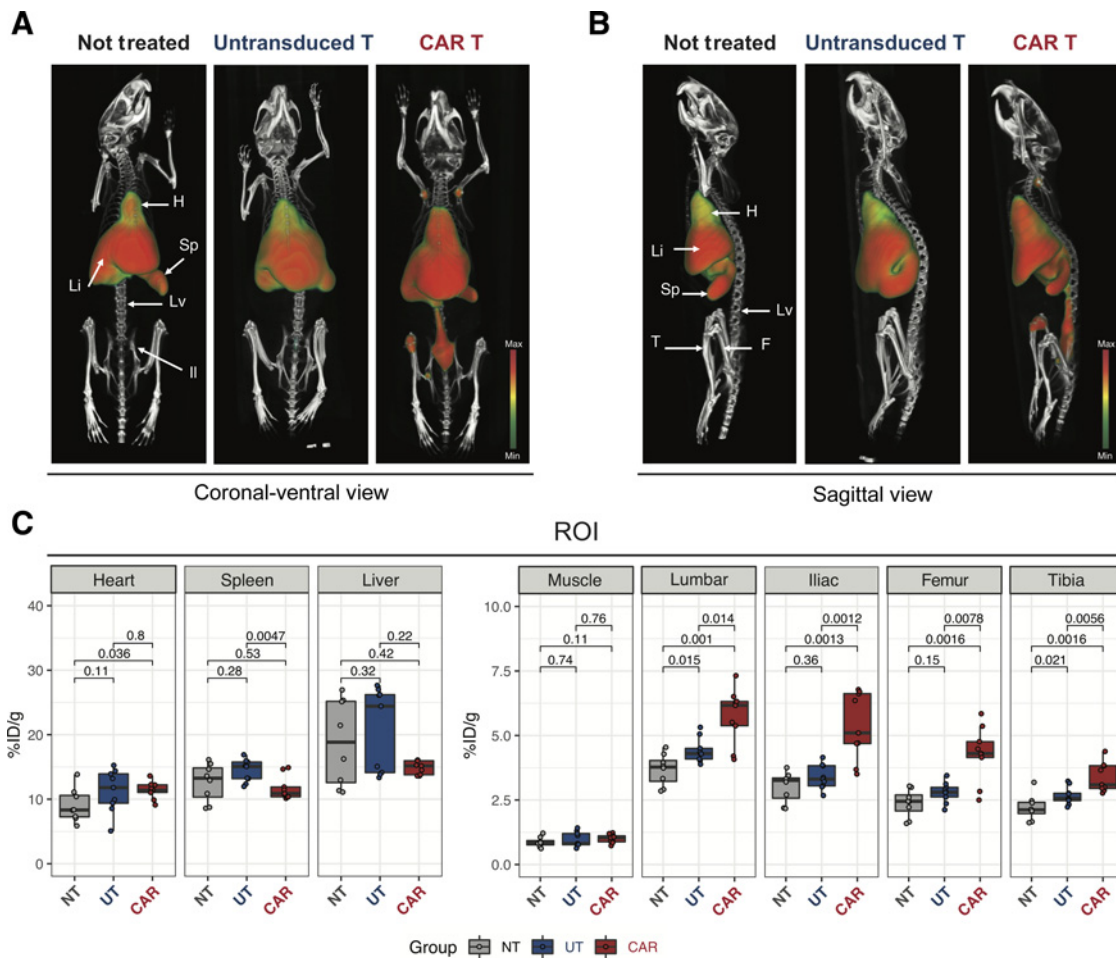 A
B
Not treated Untransduced T CAR T
Not treated Untransduced T CAR T
H
Sp
Li
Lv
Il
Max
Min
H
Li
Sp
Lv
T
F
Max
Min
Coronal-ventral view
Sagittal view
C
ROI
Heart Spleen Liver
Muscle Lumbar Iliac Femur Tibia
%ID/g
40
30
20
10
0
0.8
0.036
0.11
0.0047
0.53
0.28
0.22
0.42
0.32
%ID/g
10.0
7.5
5.0
2.5
0.0
0.76
0.11
0.74
0.014
0.001
0.015
0.0012
0.0013
0.36
0.0078
0.0016
0.15
0.0056
0.0016
0.021
NT UT CAR NT UT CAR NT UT CAR
NT UT CAR NT UT CAR NT UT CAR NT UT CAR NT UT CAR
Group NT UT CAR